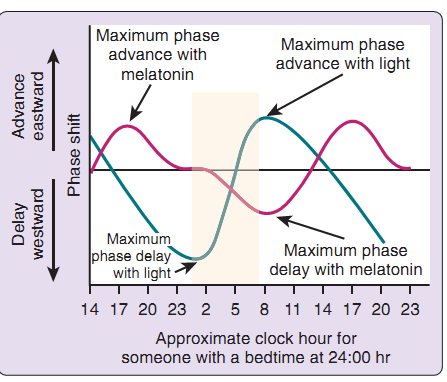 Maximum phase
advance with
melatonin
Maximum phase
advance with light
Advance
eastward
Phase shift
Delay
westward
Maximum
phase delay
with light
Maximum phase
delay with melatonin
14 17 20 23 2 5 8 11 14 17 20 23
Approximate clock hour for
someone with a bedtime at 24:00 hr